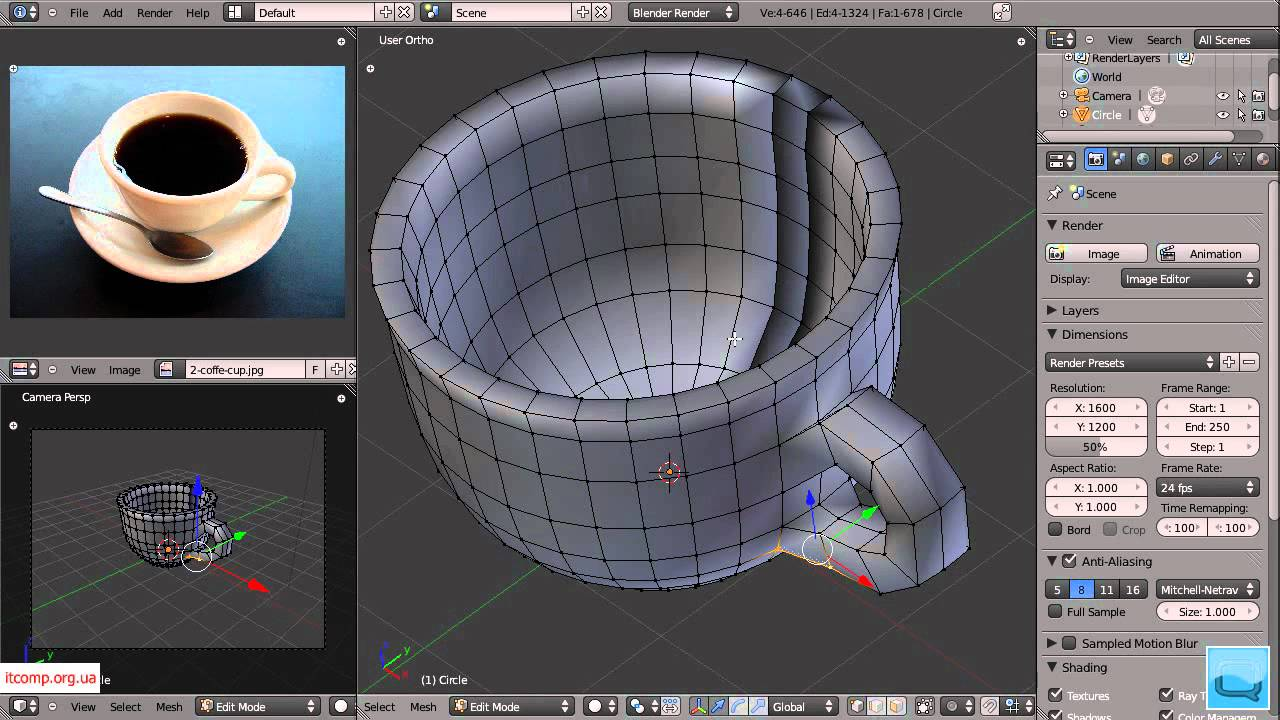 File Add Render Help Default Scene Blender Render Ve:4-646 | Ed:4-1324 | Fa:1-678 | Circle
User Ortho
View Search All Scenes
RenderLayers
World
Camera
Circle
Scene
Render
Image Animation
Display: Image Editor
Layers
Dimensions
Render Presets
Resolution: Frame Range:
X: 1600 Start: 1
Y: 1200 End: 250
50% Step: 1
Aspect Ratio: Frame Rate:
X: 1.000 24 fps
Y: 1.000 Time Remapping:
Bord Crop : 100 : 100
Anti-Aliasing
5 8 11 16 Mitchell-Netrav
Full Sample Size: 1.000
Sampled Motion Blur
Shading
Textures Ray T
Shadows Color Managem
View Image 2-coffe-cup.jpg F
Camera Persp
y
itcomp.org.ua
cle
y
x
(1) Circle
View Select Mesh Edit Mode
Select Mesh Edit Mode Global